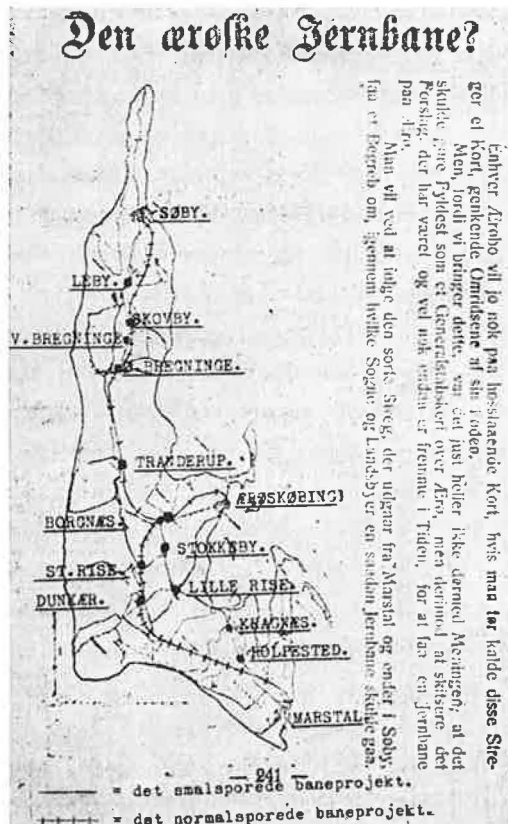 Den ærøske Jernbane?
Enhver Ærøbo vil jo nok paa hosstaaende Kort, hvis man tør kalde disse Stre-
ger et Kort, genkende Omridsene af sin Fødeø.
Men, fordi vi bringer dette, var det just heller ikke dermed Meningen, at det
skulde gøre Fyldest som et Generalstabskort over Ærø, men derimod at skitsere det
Forslag, der har været og vel nok endnu er fremme i Tiden, for at faa en Jernbane
paa Ærø.
Man vil ved at følge den sorte Streg, der udgaar fra Marstal og ender i Søby,
faa et Begreb om, igennem hvilke Sogne og Landsbyer en saadan Jernbane skulde gaa.
SØBY.
LEBY.
SKOVBY.
V. BREGNINGE.
Ø. BREGNINGE.
TRANDERUP.
ÆRØSKØBING
BORGNÆS.
STOKKEBY.
ST. RISE.
LILLE RISE.
DUNKÆR.
KRAGNÆS.
MARSTAL
— 241 —
= det smalsporede baneprojekt.
= det normalsporede baneprojekt.